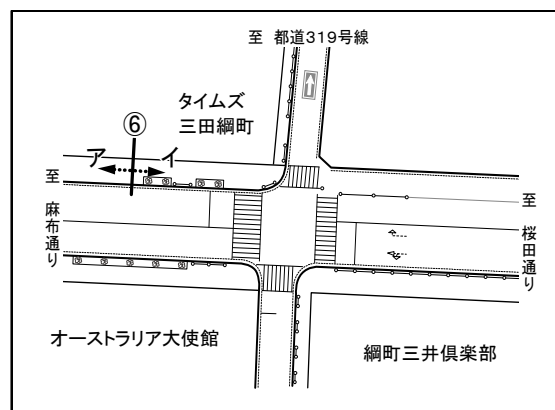 至 都道319号線
タイムズ
三田綱町
⑥
ア イ
至 麻布通り
至 桜田通り
オーストラリア大使館
綱町三井倶楽部